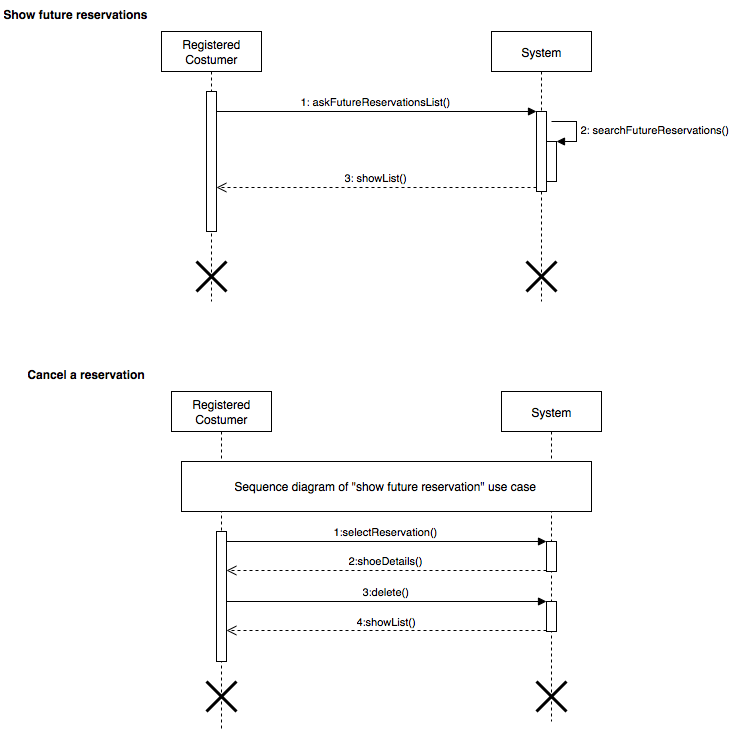 Show future reservations
Registered
Costumer
System
1: askFutureReservationsList()
2: searchFutureReservations()
3: showList()
Cancel a reservation
Registered
Costumer
System
Sequence diagram of "show future reservation" use case
1:selectReservation()
2:shoeDetails()
3:delete()
4:showList()